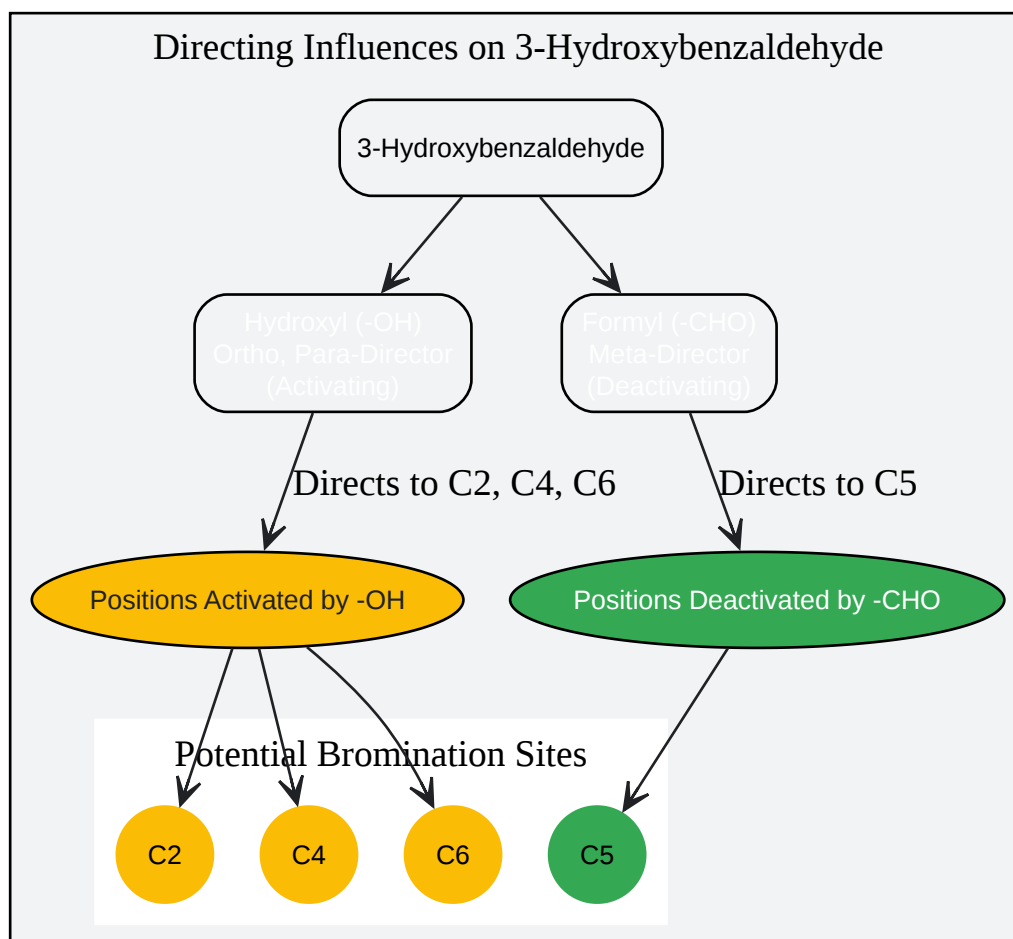 Directing Influences on 3-Hydroxybenzaldehyde
3-Hydroxybenzaldehyde
Hydroxyl (-OH)
Ortho, Para-Director
(Activating)
Formyl (-CHO)
Meta-Director
(Deactivating)
Directs to C2, C4, C6
Directs to C5
Positions Activated by -OH
Positions Deactivated by -CHO
Potential Bromination Sites
C2
C4
C6
C5